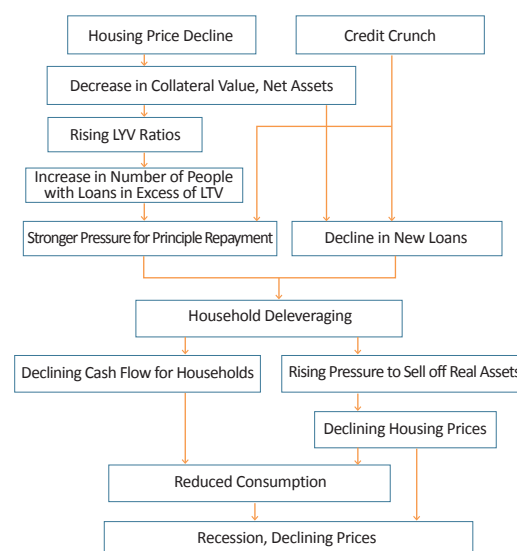 Housing Price Decline
Credit Crunch
Decrease in Collateral Value, Net Assets
Rising LYV Ratios
Increase in Number of People
with Loans in Excess of LTV
Stronger Pressure for Principle Repayment
Decline in New Loans
Household Deleveraging
Declining Cash Flow for Households
Rising Pressure to Sell off Real Assets
Declining Housing Prices
Reduced Consumption
Recession, Declining Prices